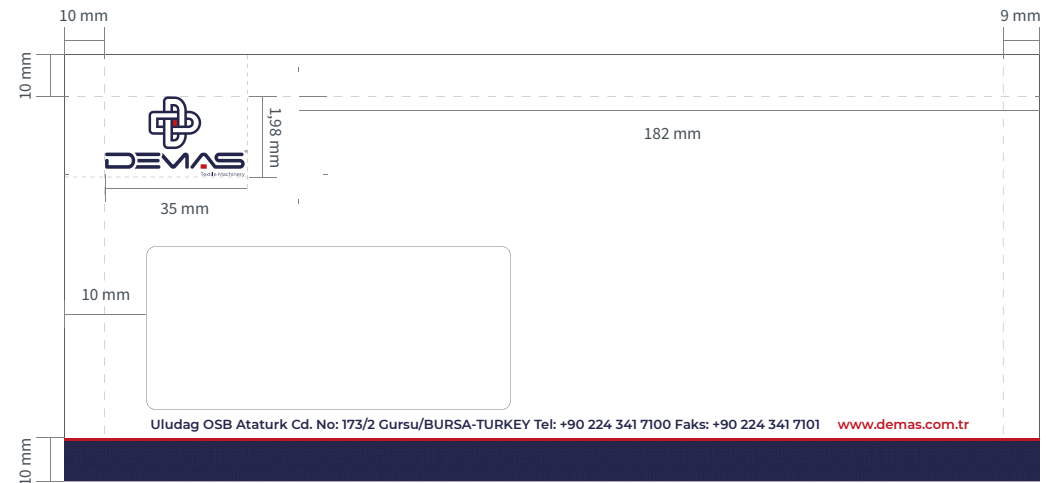 10 mm
9 mm
10 mm
1,98 mm
182 mm
DEMAS
Textile Machinery
35 mm
10 mm
Uludag OSB Ataturk Cd. No: 173/2 Gursu/BURSA-TURKEY Tel: +90 224 341 7100 Faks: +90 224 341 7101 www.demas.com.tr
10 mm